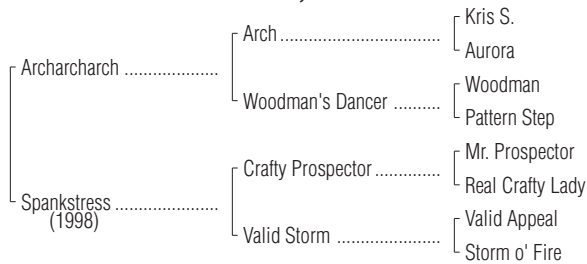 Kris S.
Arch
Aurora
Archarcharch
Woodman
Woodman's Dancer
Pattern Step
Mr. Prospector
Crafty Prospector
Real Crafty Lady
Spankstress
(1998)
Valid Appeal
Valid Storm
Storm o' Fire